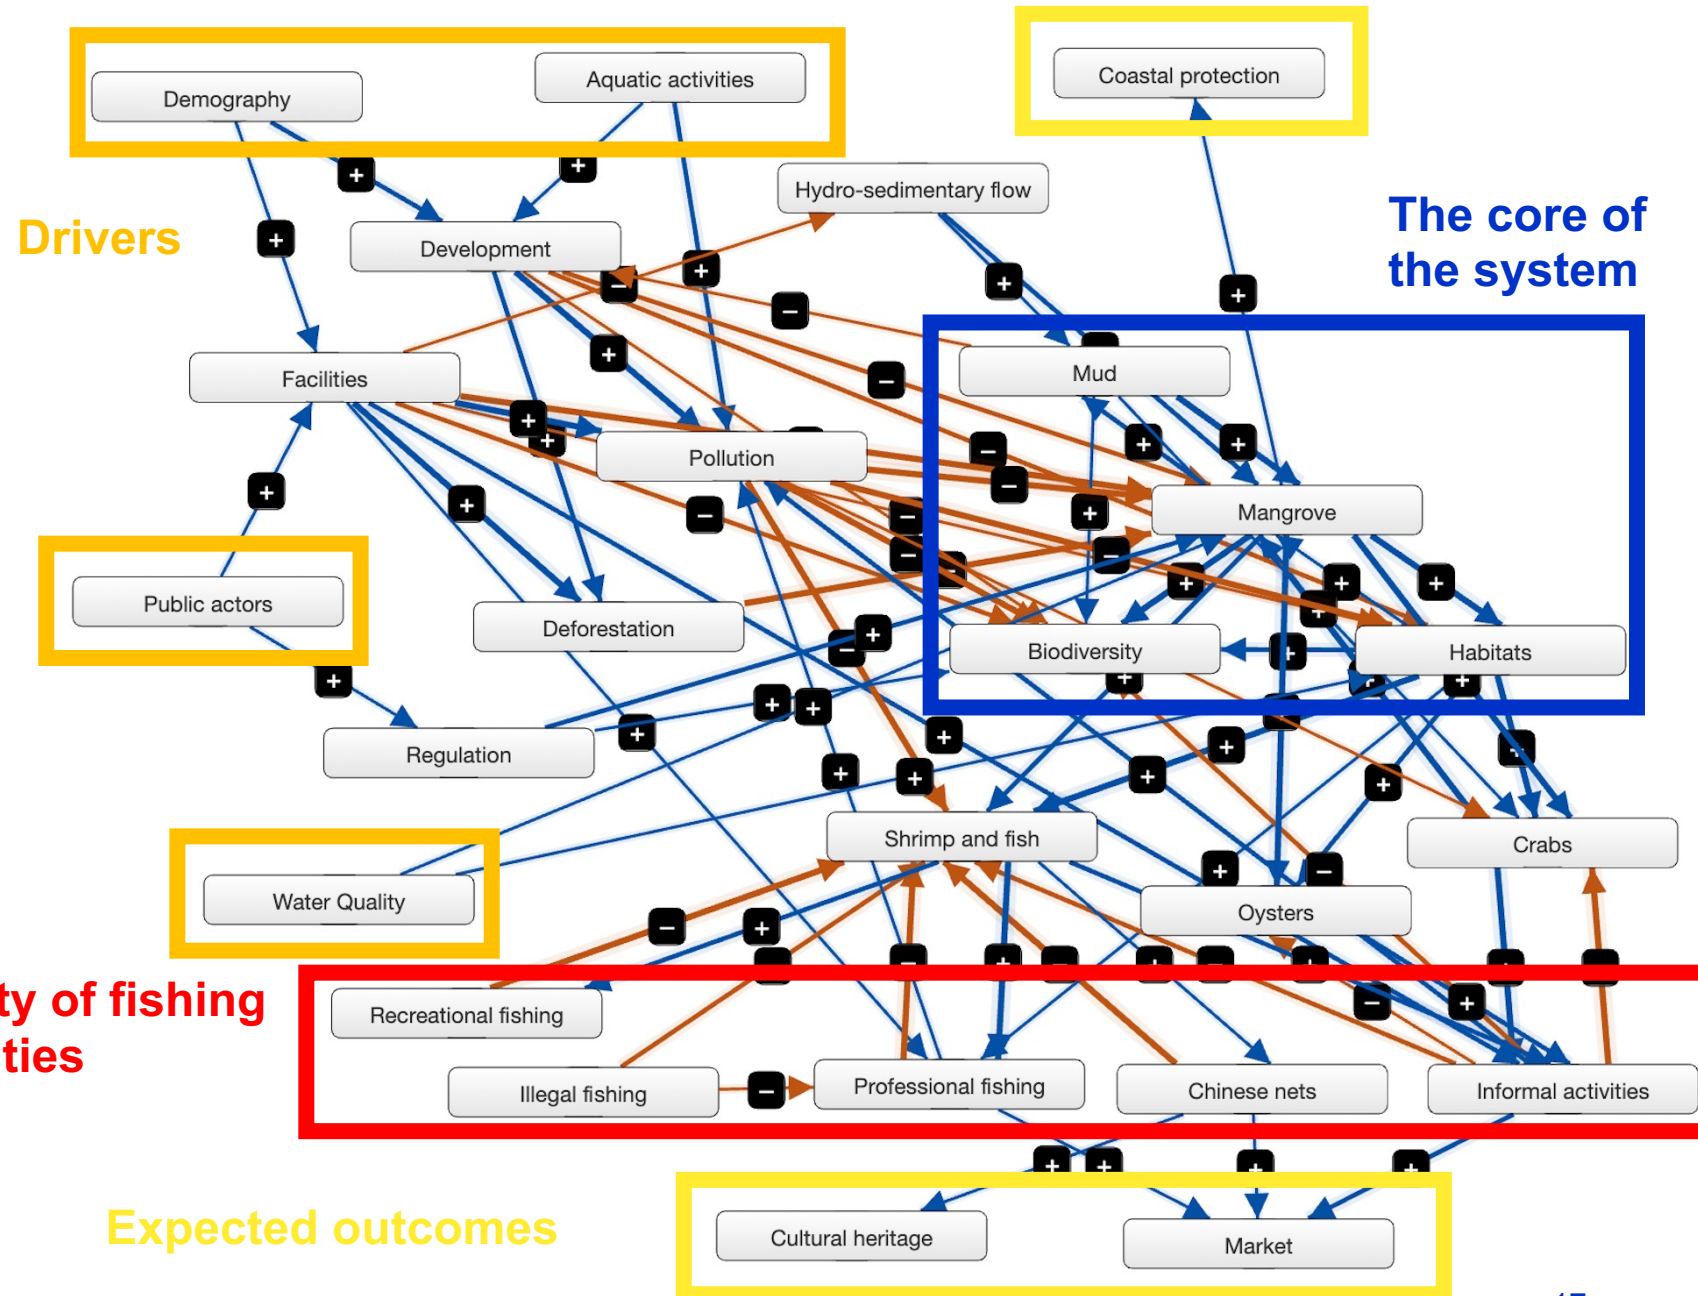 Demography
Aquatic activities
Coastal protection
Hydro-sedimentary flow
Drivers
Development
The core of
the system
Facilities
Mud
Pollution
Mangrove
Public actors
Deforestation
Biodiversity
Habitats
Regulation
Shrimp and fish
Crabs
Water Quality
Oysters
ty of fishing
ties
Recreational fishing
Illegal fishing
Professional fishing
Chinese nets
Informal activities
Expected outcomes
Cultural heritage
Market